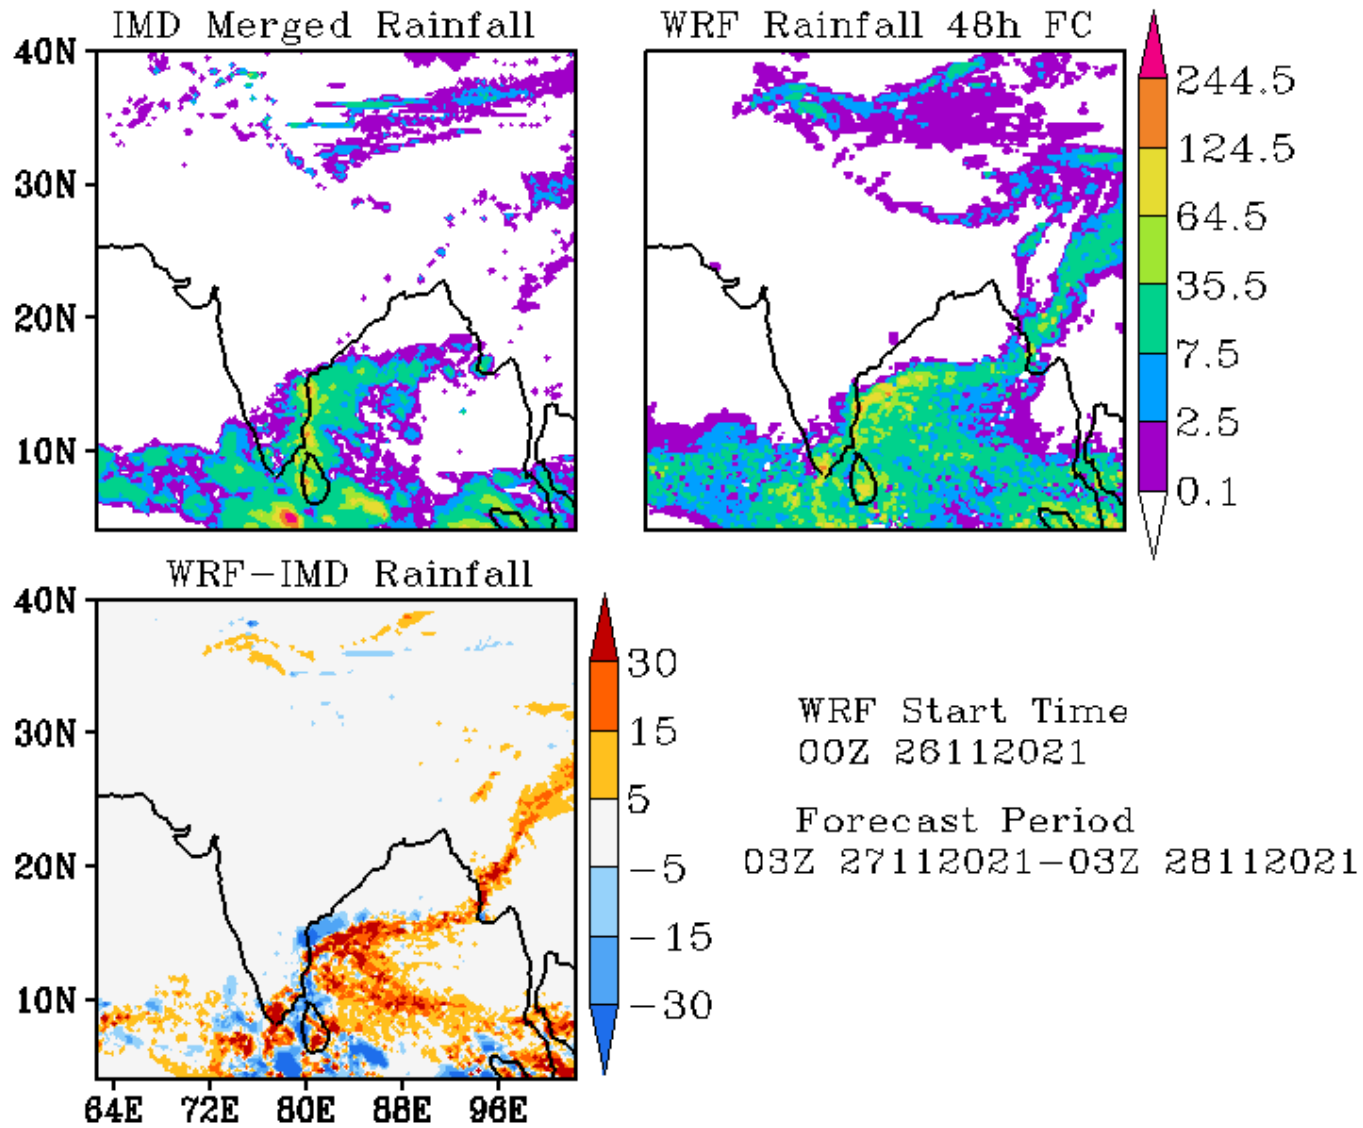 IMD Merged Rainfall
WRF Rainfall 48h FC
40N
30N
20N
10N
244.5
124.5
64.5
35.5
7.5
2.5
0.1
WRF-IMD Rainfall
40N
30N
20N
10N
64E 72E 80E 88E 96E
30
15
5
-5
-15
-30
WRF Start Time
00Z 26112021
Forecast Period
03Z 27112021-03Z 28112021